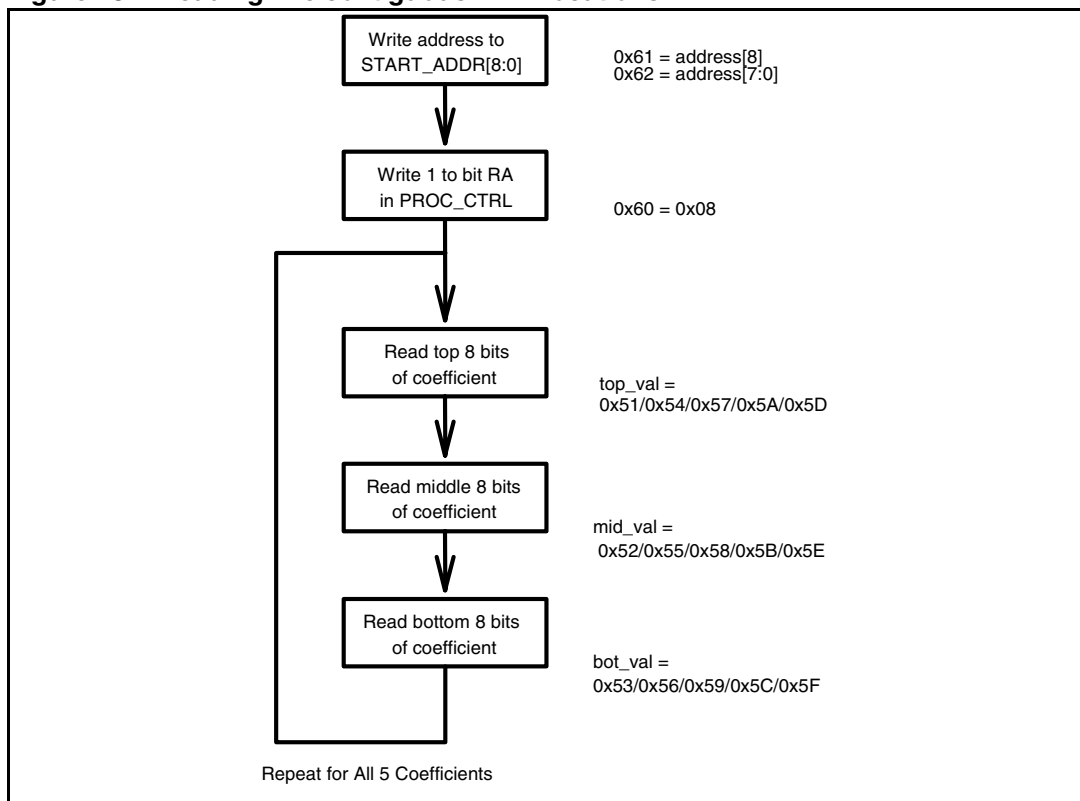 Write address to
START_ADDR[8:0]
0x61 = address[8]
0x62 = address[7:0]
Write 1 to bit RA
in PROC_CTRL
0x60 = 0x08
Read top 8 bits
of coefficient
top_val =
0x51/0x54/0x57/0x5A/0x5D
Read middle 8 bits
of coefficient
mid_val =
0x52/0x55/0x58/0x5B/0x5E
Read bottom 8 bits
of coefficient
bot_val =
0x53/0x56/0x59/0x5C/0x5F
Repeat for All 5 Coefficients